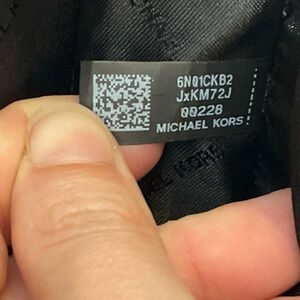 6N01CKB2
JxKM72J
00228
MICHAEL KORS